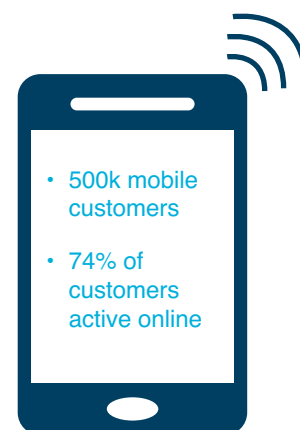 • 500k mobile
customers
• 74% of
customers
active online